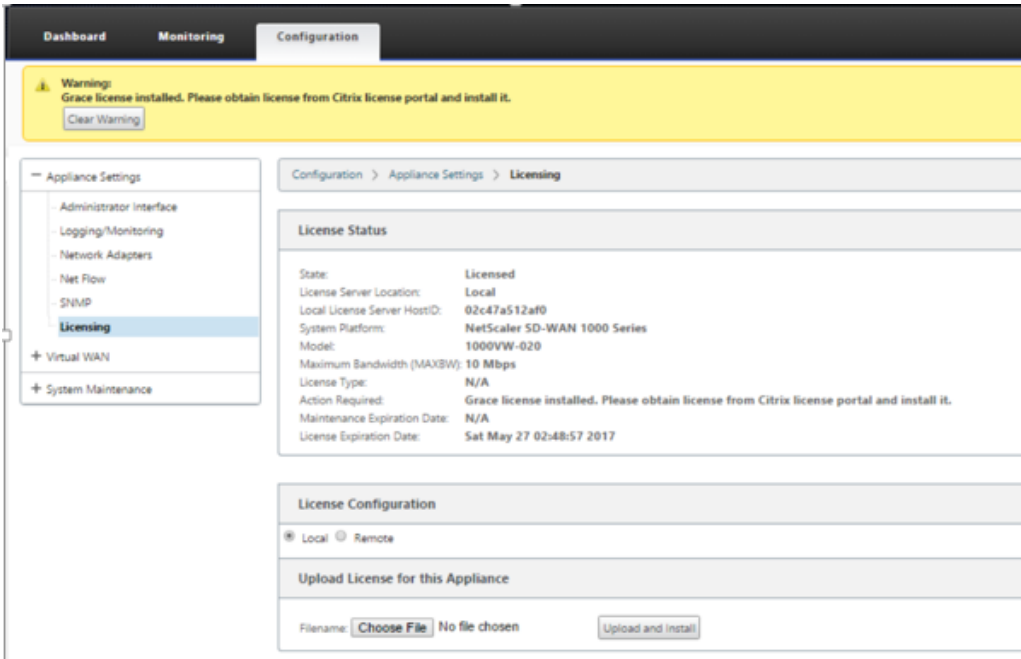 Dashboard Monitoring Configuration
Warning:
Grace license installed. Please obtain license from Citrix license portal and install it.
Clear Warning
Appliance Settings
Administrator Interface
Logging/Monitoring
Network Adapters
Net Flow
SNMP
Licensing
+ Virtual WAN
+ System Maintenance
Configuration > Appliance Settings > Licensing
License Status
State: Licensed
License Server Location: Local
Local License Server HostID: 02c47a512af0
System Platform: NetScaler SD-WAN 1000 Series
Model: 1000VW-020
Maximum Bandwidth (MAXBW): 10 Mbps
License Type: N/A
Action Required: Grace license installed. Please obtain license from Citrix license portal and install it.
Maintenance Expiration Date: N/A
License Expiration Date: Sat May 27 02:48:57 2017
License Configuration
Local Remote
Upload License for this Appliance
Filename: Choose File No file chosen Upload and Install